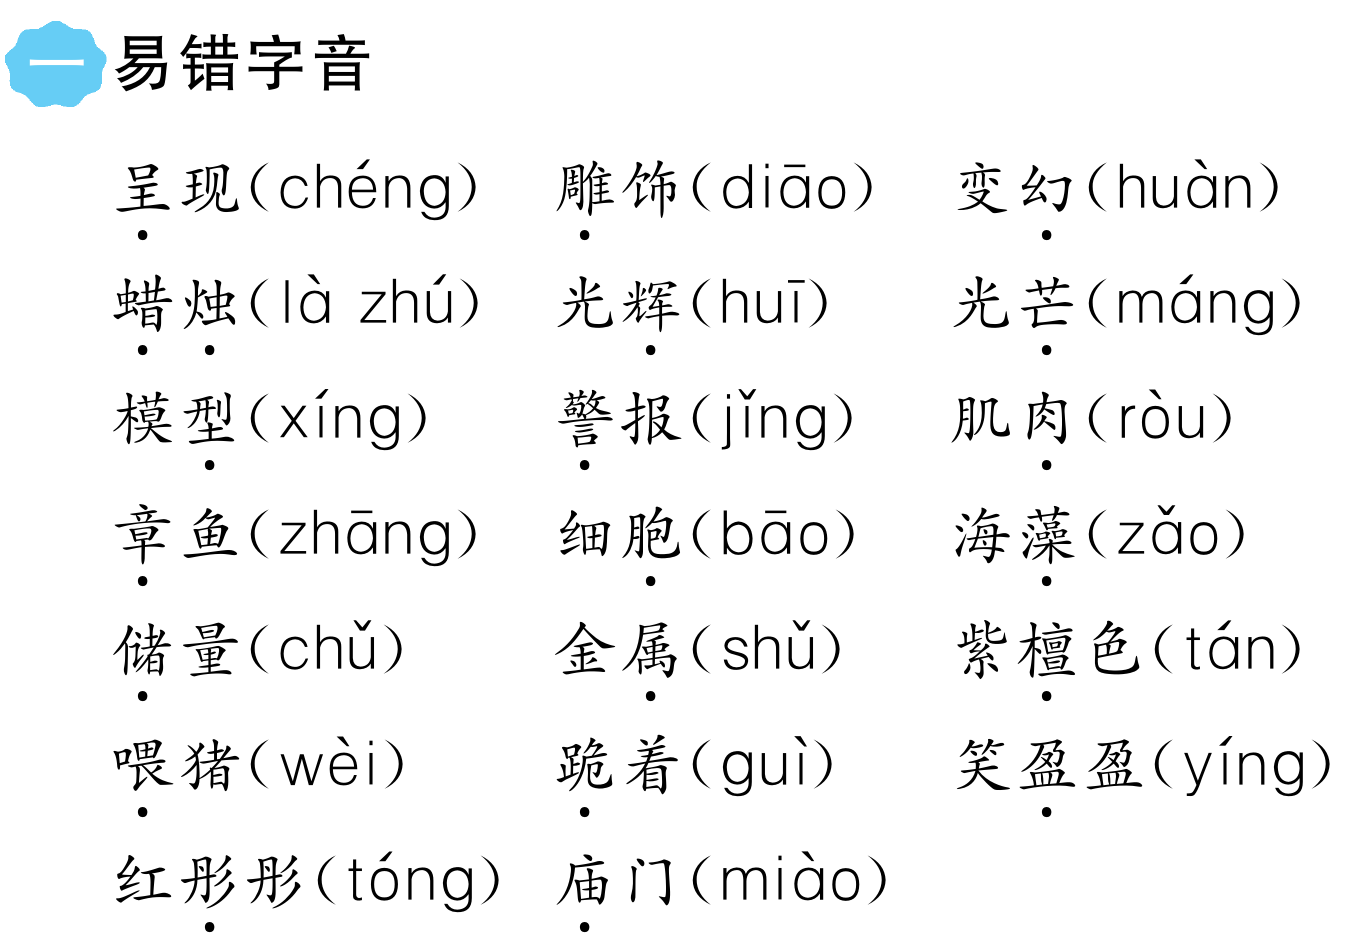 一 易错字音
呈现(chéng) 雕饰(diāo) 变幻(huàn)
蜡烛(là zhú) 光辉(huī) 光芒(máng)
模型(xíng) 警报(jǐng) 肌肉(ròu)
章鱼(zhāng) 细胞(bāo) 海藻(zǎo)
储量(chǔ) 金属(shǔ) 紫檀色(tán)
喂猪(wèi) 跪着(guì) 笑盈盈(yíng)
红彤彤(tóng) 庙门(miào)